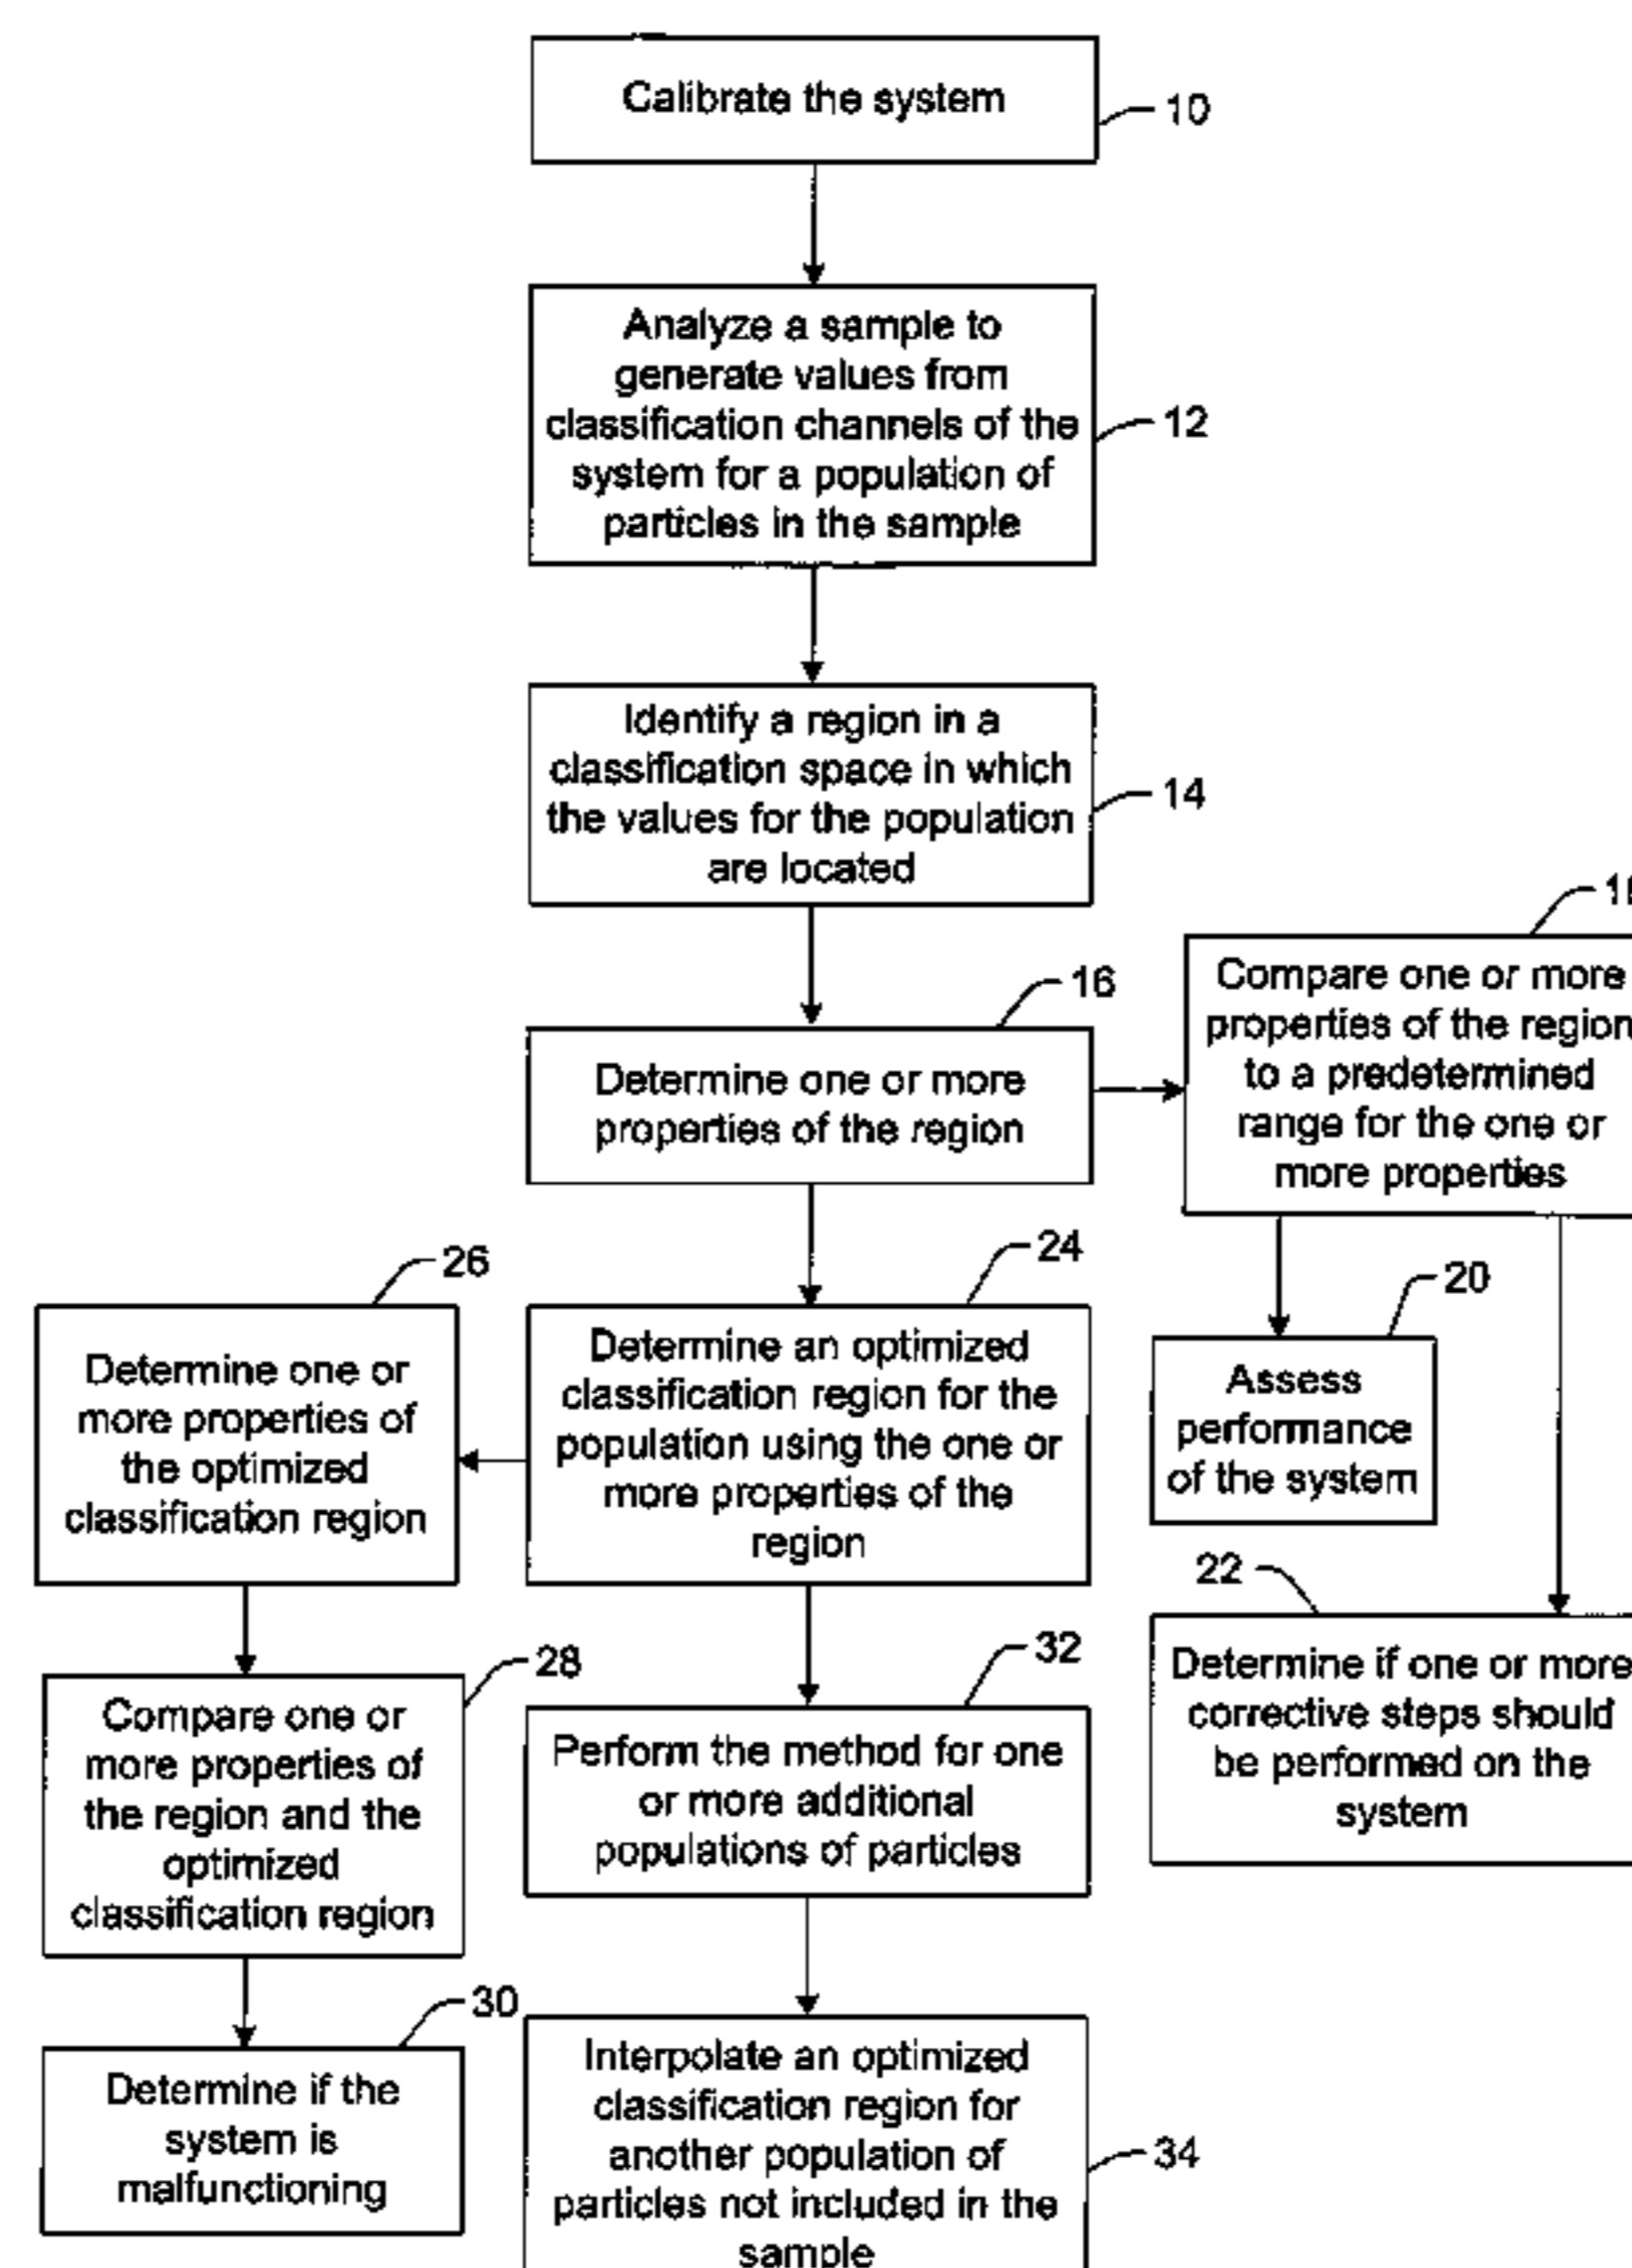 Calibrate the system
10
Analyze a sample to
generate values from
classification channels of the
system for a population of
particles in the sample
12
Identify a region in a
classification space in which
the values for the population
are located
14
16
Determine one or more
properties of the region
Compare one or more
properties of the region
to a predetermined
range for the one or
more properties
20
Assess
performance
of the system
22
Determine if one or more
corrective steps should
be performed on the
system
24
Determine an optimized
classification region for the
population using the one or
more properties of the
region
26
Determine one or
more properties of
the optimized
classification region
28
Compare one or
more properties of
the region and the
optimized
classification region
30
Determine if the
system is
malfunctioning
32
Perform the method for one
or more additional
populations of particles
Interpolate an optimized
classification region for
another population of
particles not included in the
sample
34